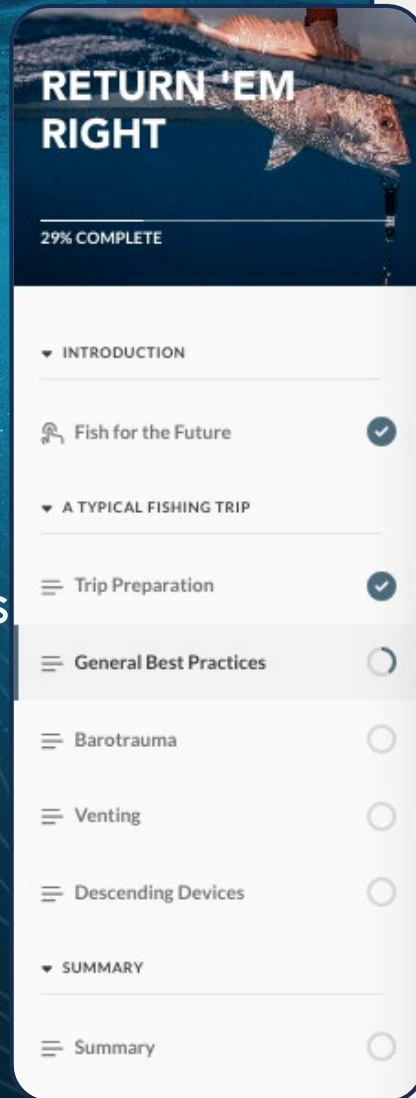 RETURN 'EM
RIGHT
29% COMPLETE
INTRODUCTION
Fish for the Future
A TYPICAL FISHING TRIP
Trip Preparation
General Best Practices
Barotrauma
Venting
Descending Devices
SUMMARY
Summary